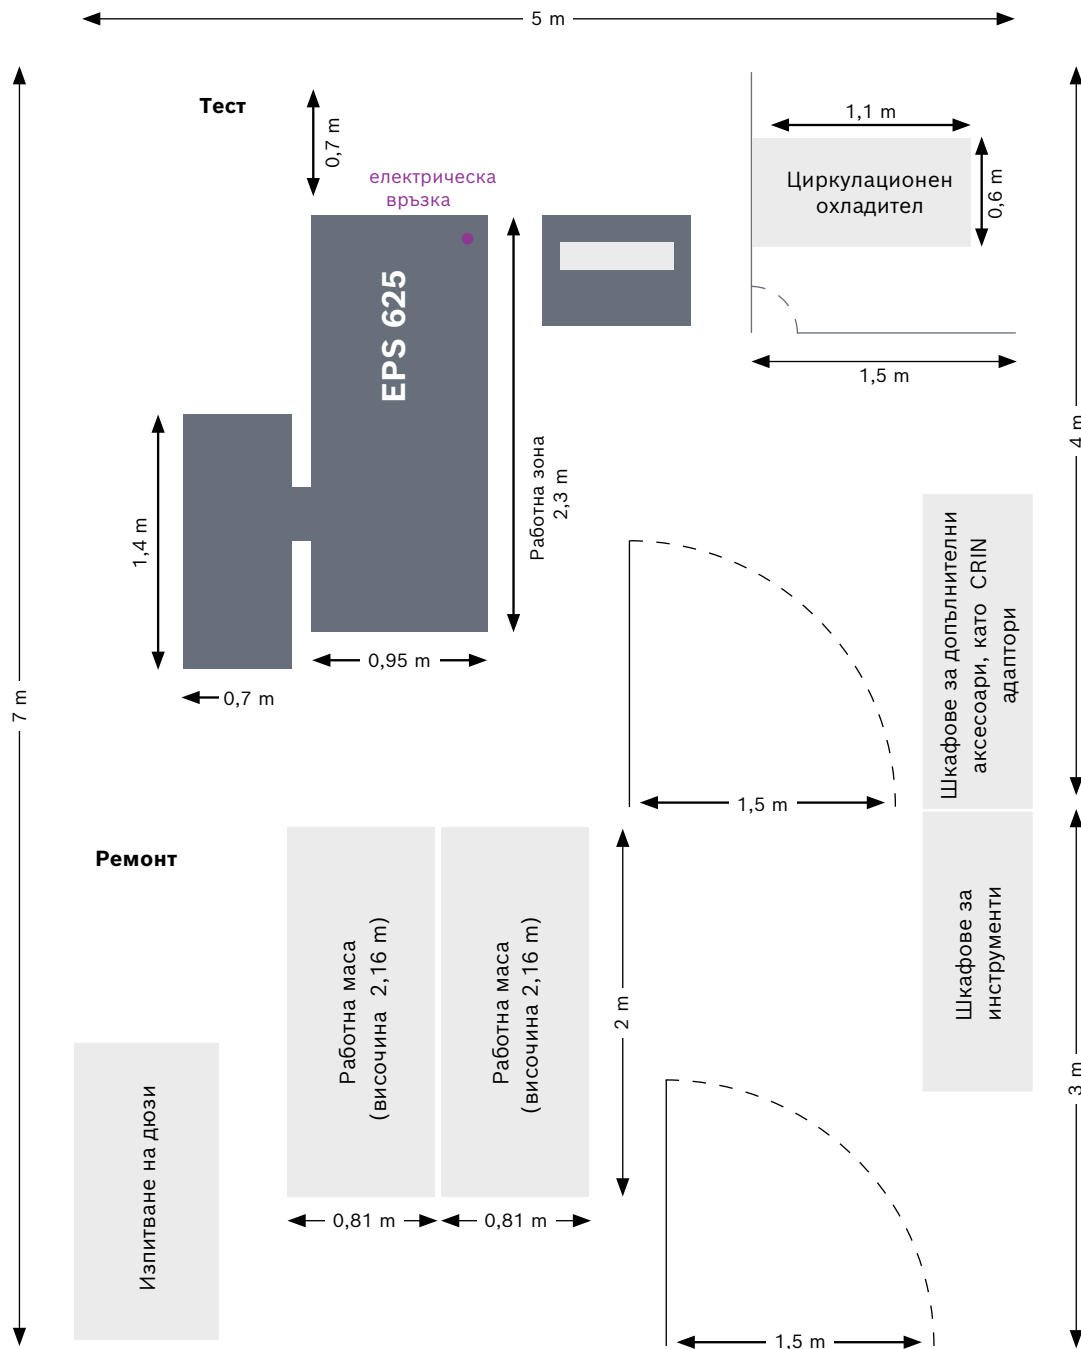 5 m
Тест
0,7 m
електрическа
връзка
EPS 625
1,1 m
Циркулационен
охладител
0,6 m
1,5 m
4 m
Работна зона
2,3 m
1,4 m
0,95 m
0,7 m
7 m
Шкафове за допълнителни
аксесоари, като CRIN
адаптори
1,5 m
Ремонт
Работна маса
(височина 2,16 m)
Работна маса
(височина 2,16 m)
2 m
Шкафове за
инструменти
3 m
Изпитване на дюзи
0,81 m
0,81 m
1,5 m